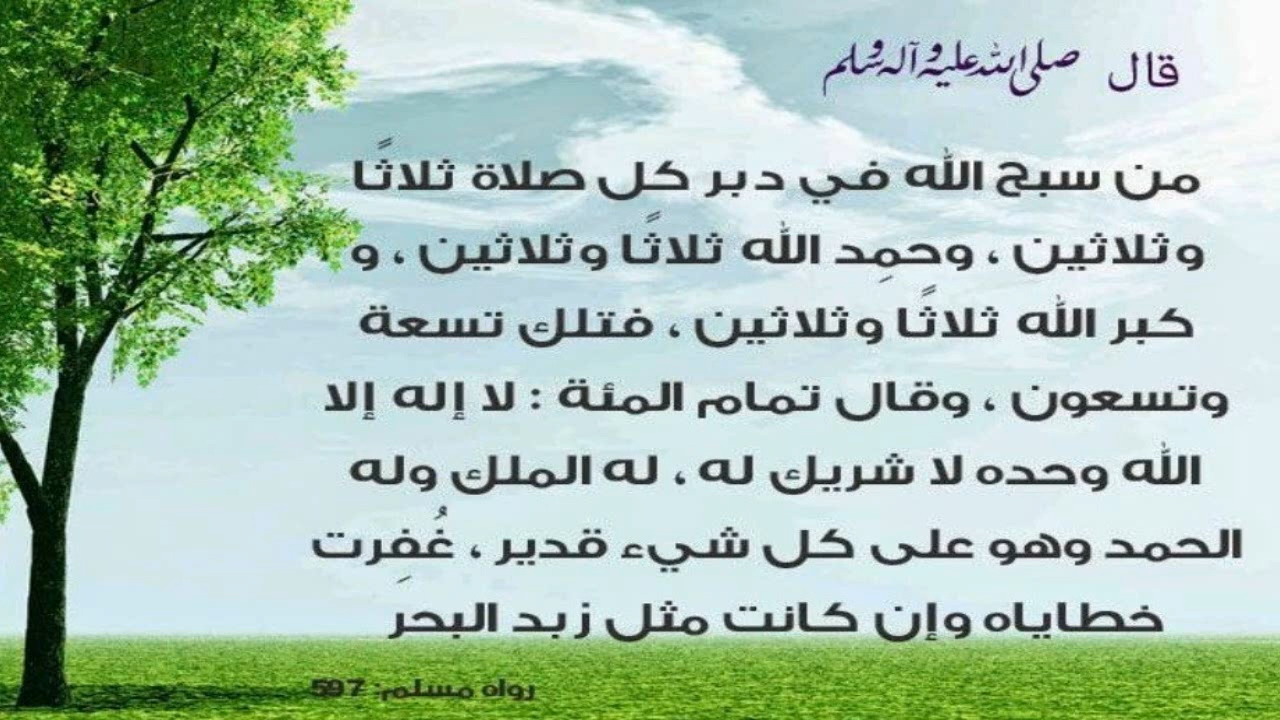 قال صلى الله عليه وآله وسلم
من سبح الله في دبر كل صلاة ثلاثًا
وثلاثين ، وحمِد الله ثلاثًا وثلاثين ، و
كبر الله ثلاثًا وثلاثين ، فتلك تسعة
وتسعون ، وقال تمام المئة : لا إله إلا
الله وحده لا شريك له ، له الملك وله
الحمد وهو على كل شيء قدير ، غُفِرت
خطاياه وإن كانت مثل زبد البحر
رواه مسلم: 597